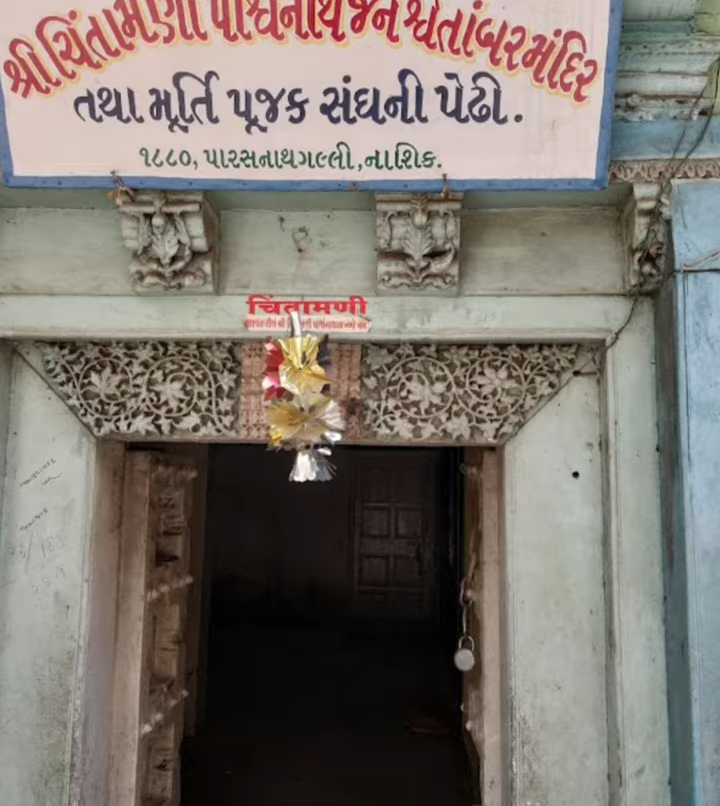 શ્રી ચિંતામણી પાર્શ્વનાથ જૈન શ્વેતાંબર મંદિર
તથા મૂર્તિ પૂજક સંઘની પેઢી.
૧૮૮૦, પારસનાથગલ્લી, નાશિક.
चिंतामणी